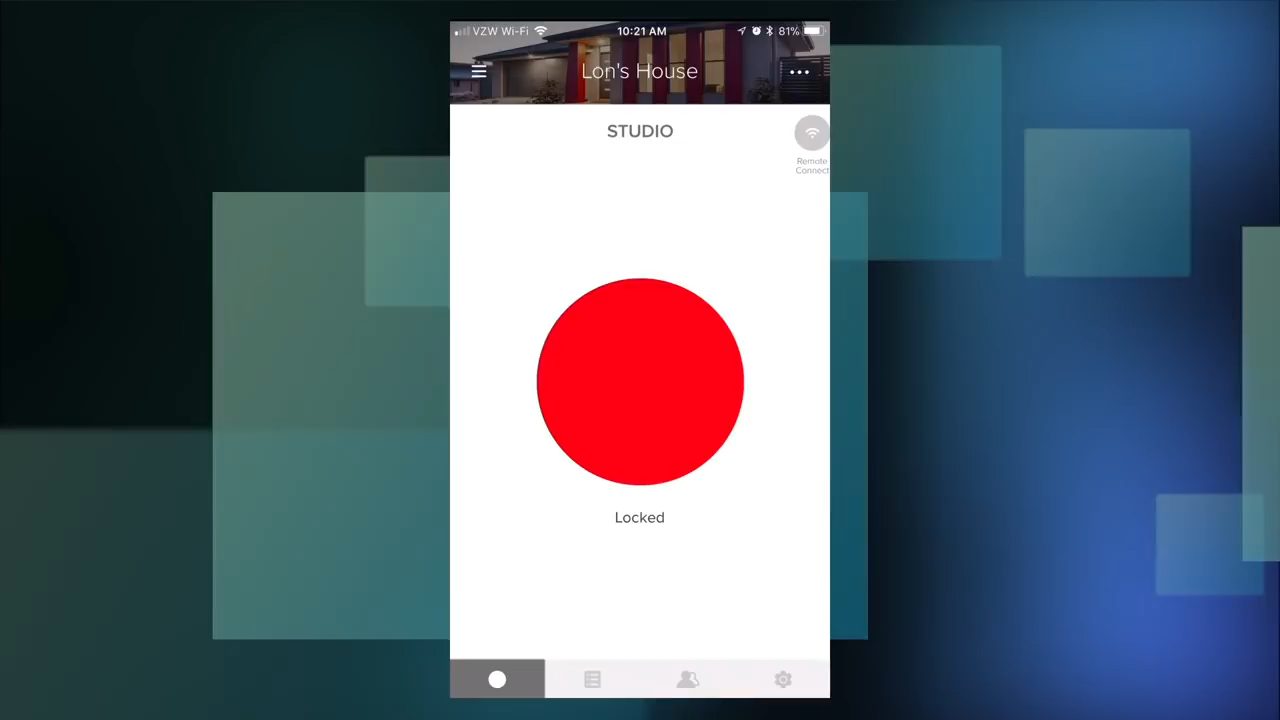 VZW Wi-Fi 10:21 AM 81%
Lon's House
STUDIO
Remote
Connect
Locked